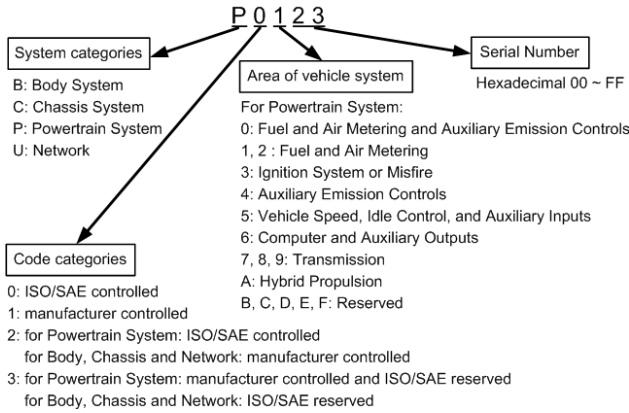 P 0 1 2 3
System categories
B: Body System
C: Chassis System
P: Powertrain System
U: Network
Area of vehicle system
For Powertrain System:
0: Fuel and Air Metering and Auxiliary Emission Controls
1, 2 : Fuel and Air Metering
3: Ignition System or Misfire
4: Auxiliary Emission Controls
5: Vehicle Speed, Idle Control, and Auxiliary Inputs
6: Computer and Auxiliary Outputs
7, 8, 9: Transmission
A: Hybrid Propulsion
B, C, D, E, F: Reserved
Serial Number
Hexadecimal 00 ~ FF
Code categories
0: ISO/SAE controlled
1: manufacturer controlled
2: for Powertrain System: ISO/SAE controlled
for Body, Chassis and Network: manufacturer controlled
3: for Powertrain System: manufacturer controlled and ISO/SAE reserved
for Body, Chassis and Network: ISO/SAE reserved